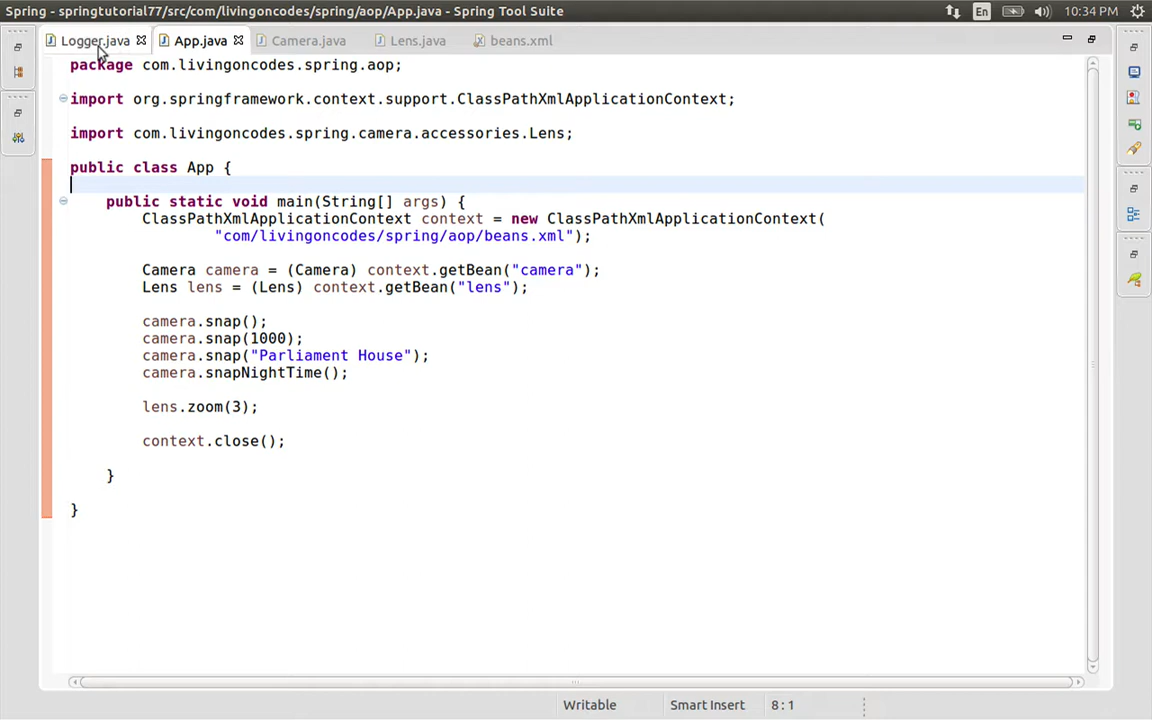 Spring - springtutorial77/src/com/livingoncodes/spring/aop/App.java - Spring Tool Suite
En
10:34 PM
Logger.java
App.java
Camera.java
Lens.java
beans.xml
package com.livingoncodes.spring.aop;
import org.springframework.context.support.ClassPathXmlApplicationContext;
import com.livingoncodes.spring.camera.accessories.Lens;
public class App {
public static void main(String[] args) {
ClassPathXmlApplicationContext context = new ClassPathXmlApplicationContext(
"com/livingoncodes/spring/aop/beans.xml");
Camera camera = (Camera) context.getBean("camera");
Lens lens = (Lens) context.getBean("lens");
camera.snap();
camera.snap(1000);
camera.snap("Parliament House");
camera.snapNightTime();
lens.zoom(3);
context.close();
}
}
Writable
Smart Insert
8 : 1